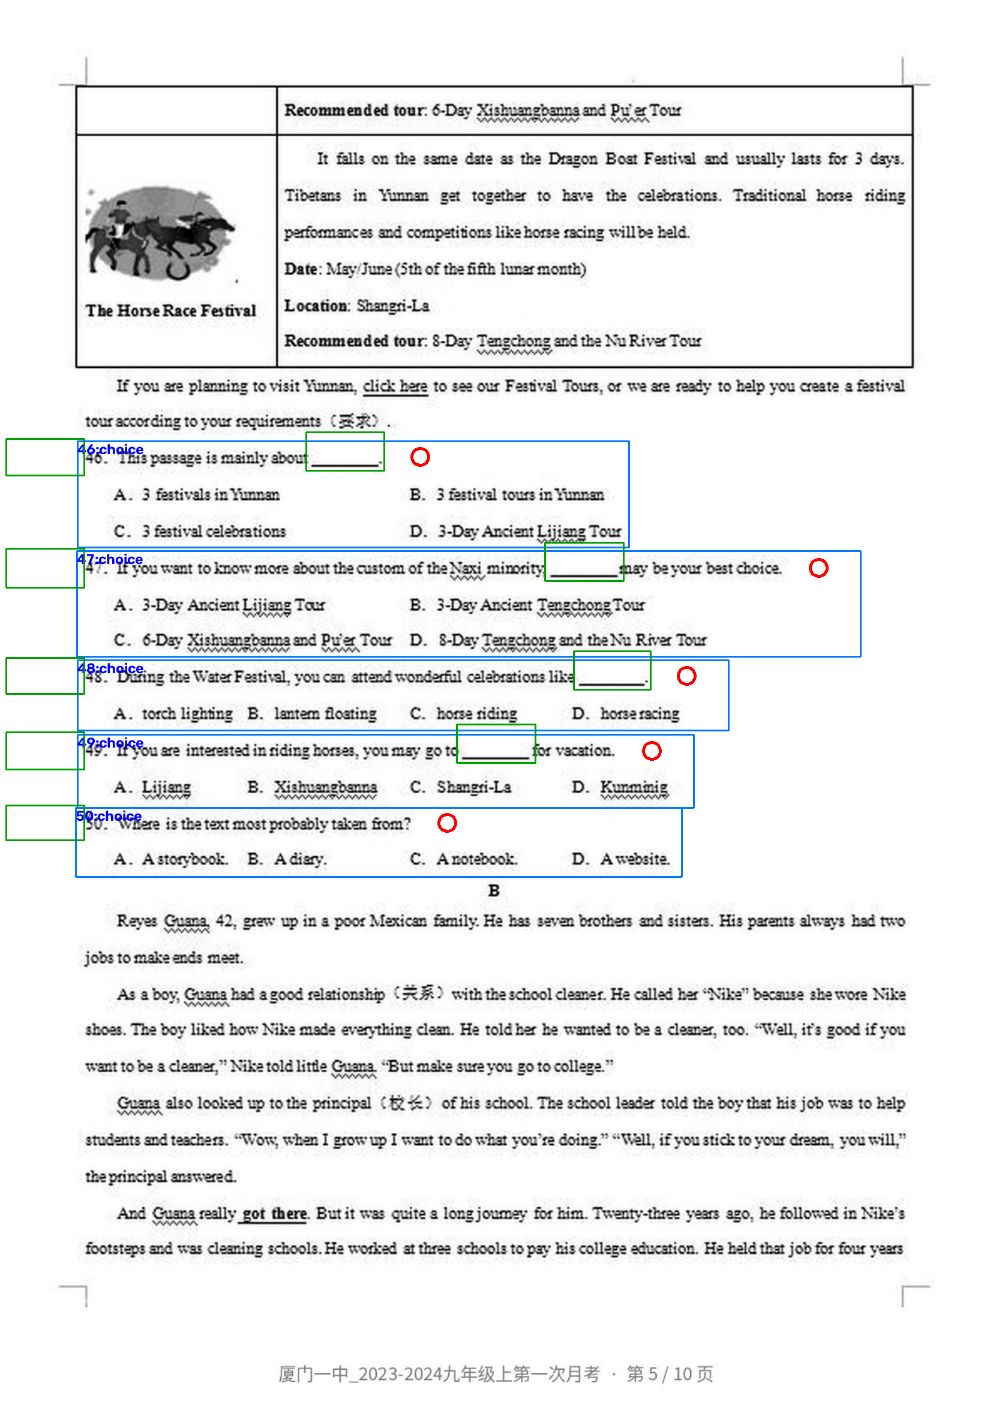 Recommended tour: 6-Day Xishuangbanna and Pu'er Tour
It falls on the same date as the Dragon Boat Festival and usually lasts for 3 days.
Tibetans in Yunnan get together to have the celebrations. Traditional horse riding
performances and competitions like horse racing will be held.
Date: May/June (5th of the fifth lunar month)
The Horse Race Festival
Location: Shangri-La
Recommended tour: 8-Day Tengchong and the Nu River Tour
If you are planning to visit Yunnan, click here to see our Festival Tours, or we are ready to help you create a festival
tour according to your requirements（要求）.
46:choice
46. This passage is mainly about ________.
A. 3 festivals in Yunnan B. 3 festival tours in Yunnan
C. 3 festival celebrations D. 3-Day Ancient Lijiang Tour
47:choice
47. If you want to know more about the custom of the Naxi minority, ________ may be your best choice.
A. 3-Day Ancient Lijiang Tour B. 3-Day Ancient Tengchong Tour
C. 6-Day Xishuangbanna and Pu'er Tour D. 8-Day Tengchong and the Nu River Tour
48:choice
48. During the Water Festival, you can attend wonderful celebrations like ________.
A. torch lighting B. lantern floating C. horse riding D. horse racing
49:choice
49. If you are interested in riding horses, you may go to ________ for vacation.
A. Lijiang B. Xishuangbanna C. Shangri-La D. Kunminig
50:choice
50. Where is the text most probably taken from?
A. A storybook. B. A diary. C. A notebook. D. A website.
B
Reyes Guana, 42, grew up in a poor Mexican family. He has seven brothers and sisters. His parents always had two
jobs to make ends meet.
As a boy, Guana had a good relationship（关系）with the school cleaner. He called her “Nike” because she wore Nike
shoes. The boy liked how Nike made everything clean. He told her he wanted to be a cleaner, too. “Well, it's good if you
want to be a cleaner,” Nike told little Guana. “But make sure you go to college.”
Guana also looked up to the principal（校长）of his school. The school leader told the boy that his job was to help
students and teachers. “Wow, when I grow up I want to do what you're doing.” “Well, if you stick to your dream, you will,”
the principal answered.
And Guana really got there. But it was quite a long journey for him. Twenty-three years ago, he followed in Nike's
footsteps and was cleaning schools. He worked at three schools to pay his college education. He held that job for four years
厦门一中_2023-2024九年级上第一次月考 · 第 5 / 10 页